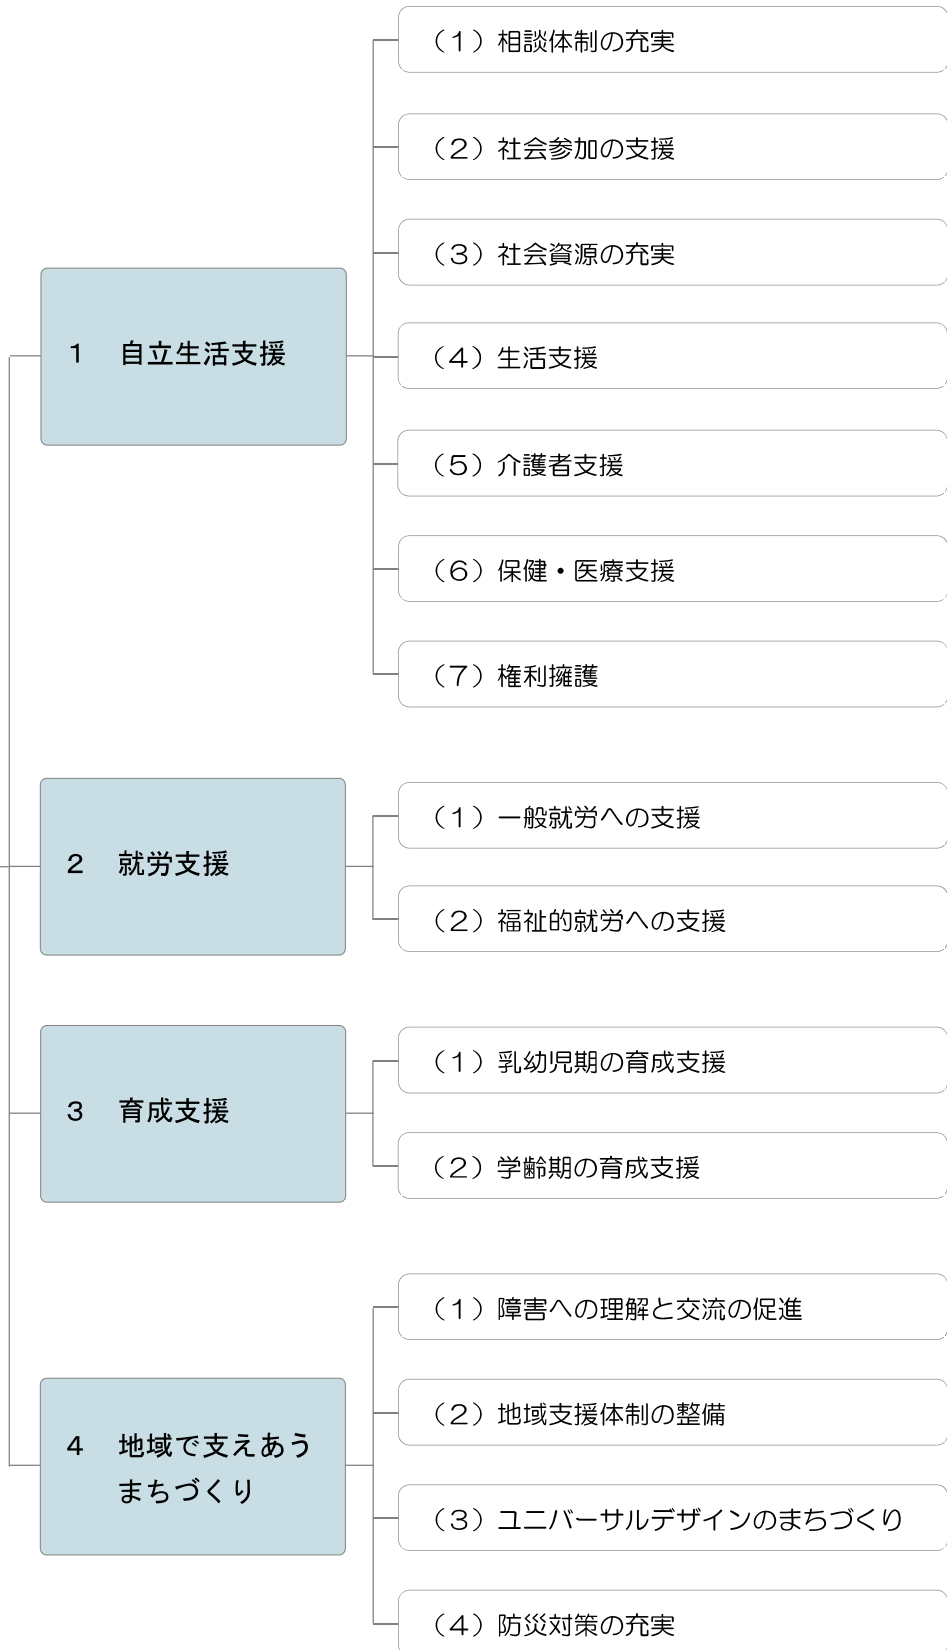 1 自立生活支援
（1）相談体制の充実
（2）社会参加の支援
（3）社会資源の充実
（4）生活支援
（5）介護者支援
（6）保健・医療支援
（7）権利擁護
2 就労支援
（1）一般就労への支援
（2）福祉的就労への支援
3 育成支援
（1）乳幼児期の育成支援
（2）学齢期の育成支援
4 地域で支えあう
まちづくり
（1）障害への理解と交流の促進
（2）地域支援体制の整備
（3）ユニバーサルデザインのまちづくり
（4）防災対策の充実